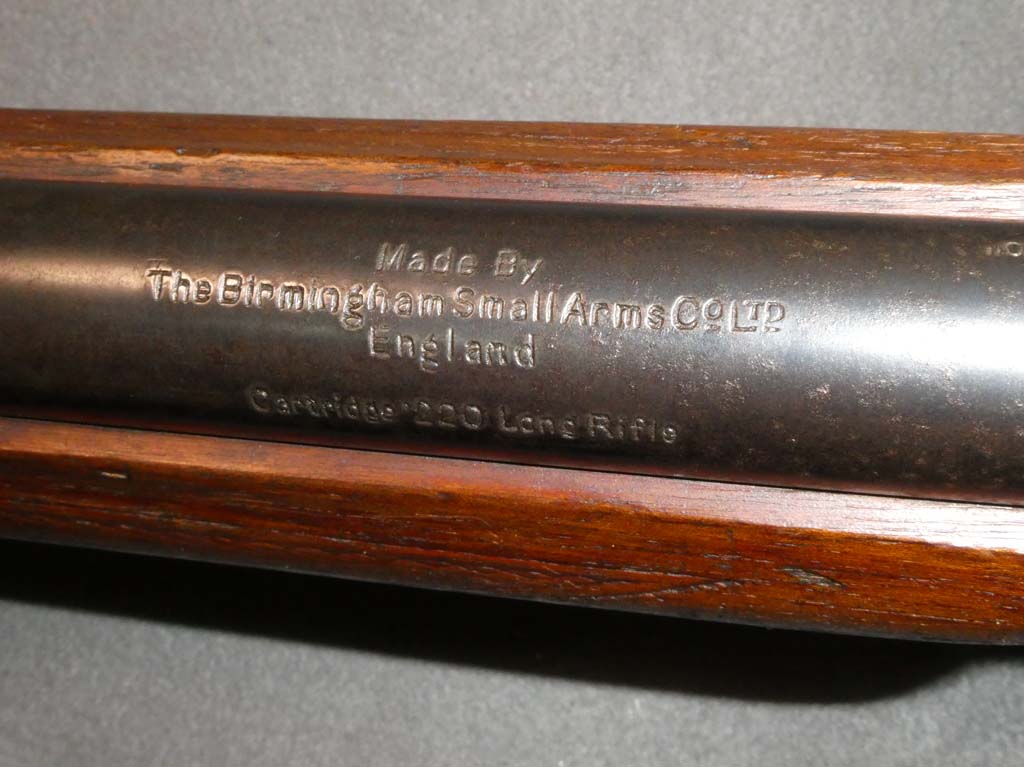 Made By
The Birmingham Small Arms Co LTD
England
Cartridge ·220 Long Rifle